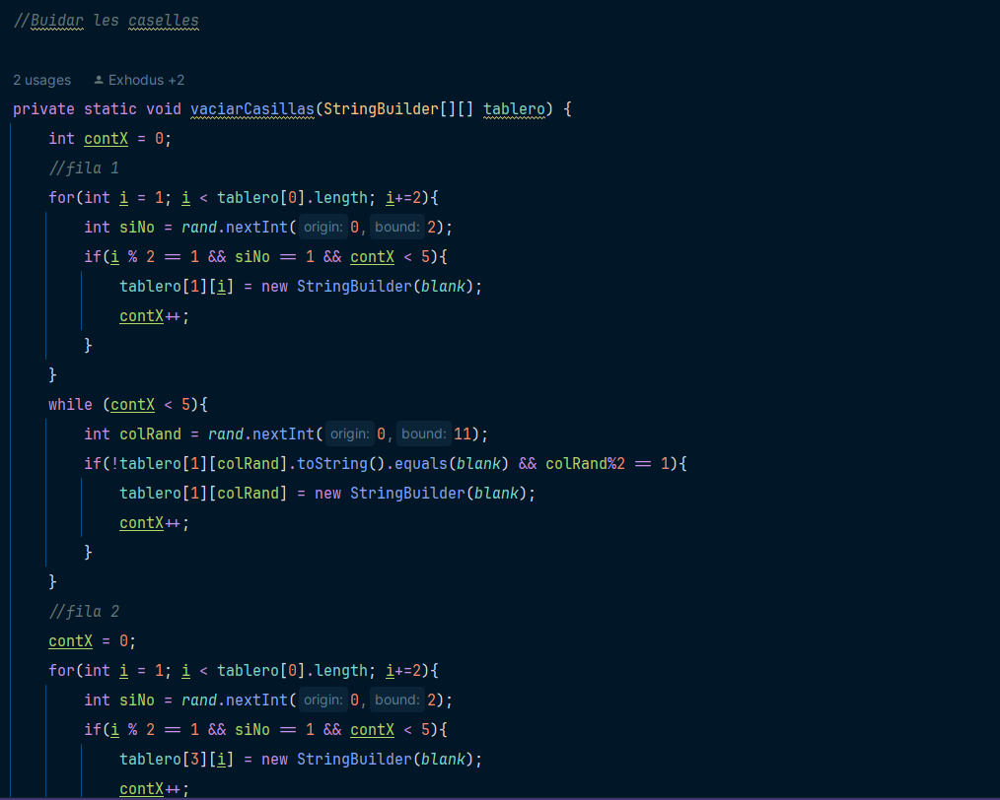 //Buidar les caselles
2 usages   Exhodus +2
private static void vaciarCasillas(StringBuilder[][] tablero) {
    int contX = 0;
    //fila 1
    for(int i = 1; i < tablero[0].length; i+=2){
        int siNo = rand.nextInt( origin: 0, bound: 2);
        if(i % 2 == 1 && siNo == 1 && contX < 5){
            tablero[1][i] = new StringBuilder(blank);
            contX++;
        }
    }
    while (contX < 5){
        int colRand = rand.nextInt( origin: 0, bound: 11);
        if(!tablero[1][colRand].toString().equals(blank) && colRand%2 == 1){
            tablero[1][colRand] = new StringBuilder(blank);
            contX++;
        }
    }
    //fila 2
    contX = 0;
    for(int i = 1; i < tablero[0].length; i+=2){
        int siNo = rand.nextInt( origin: 0, bound: 2);
        if(i % 2 == 1 && siNo == 1 && contX < 5){
            tablero[3][i] = new StringBuilder(blank);
            contX++;